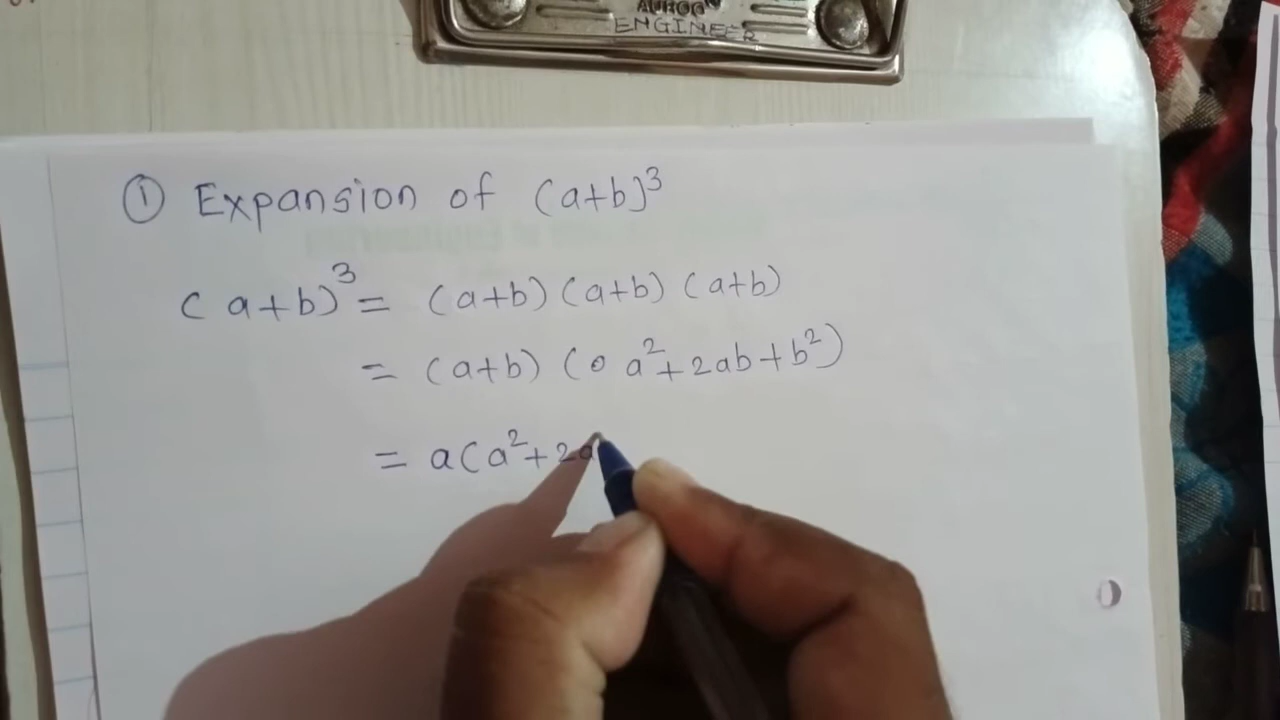 AUROO
ENGINEER
① Expansion of (a+b)³
(a+b)³ = (a+b) (a+b) (a+b)
= (a+b) (a²+2ab+b²)
= a(a²+2a